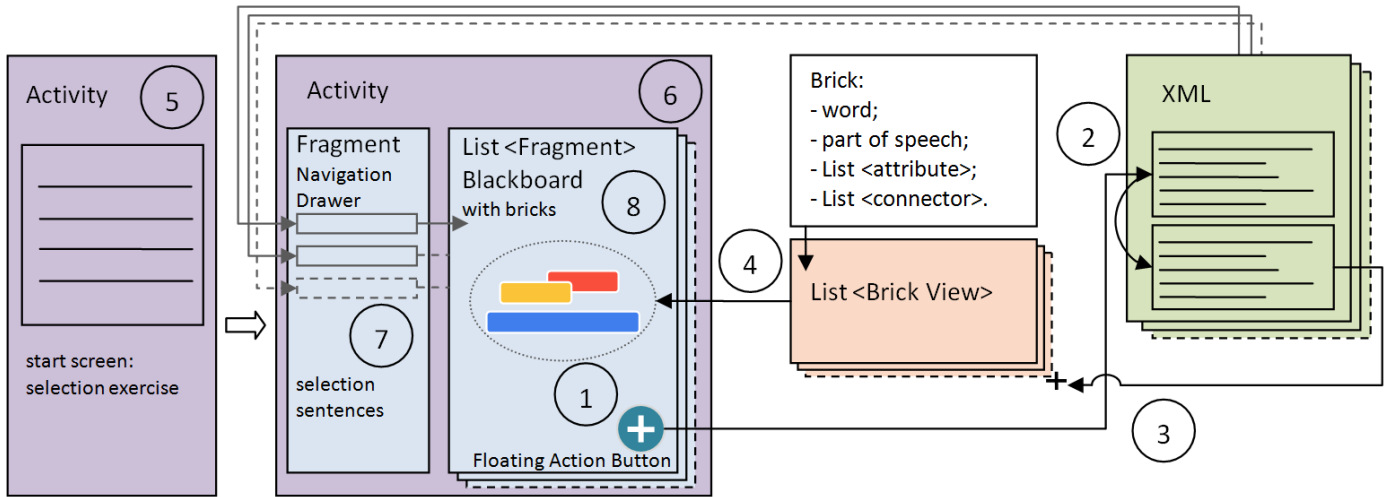 Activity
5
start screen:
selection exercise
Activity
6
Fragment
Navigation
Drawer
7
selection
sentences
List <Fragment>
Blackboard
with bricks
8
1
Floating Action Button
Brick:
- word;
- part of speech;
- List <attribute>;
- List <connector>.
4
List <Brick View>
2
XML
3